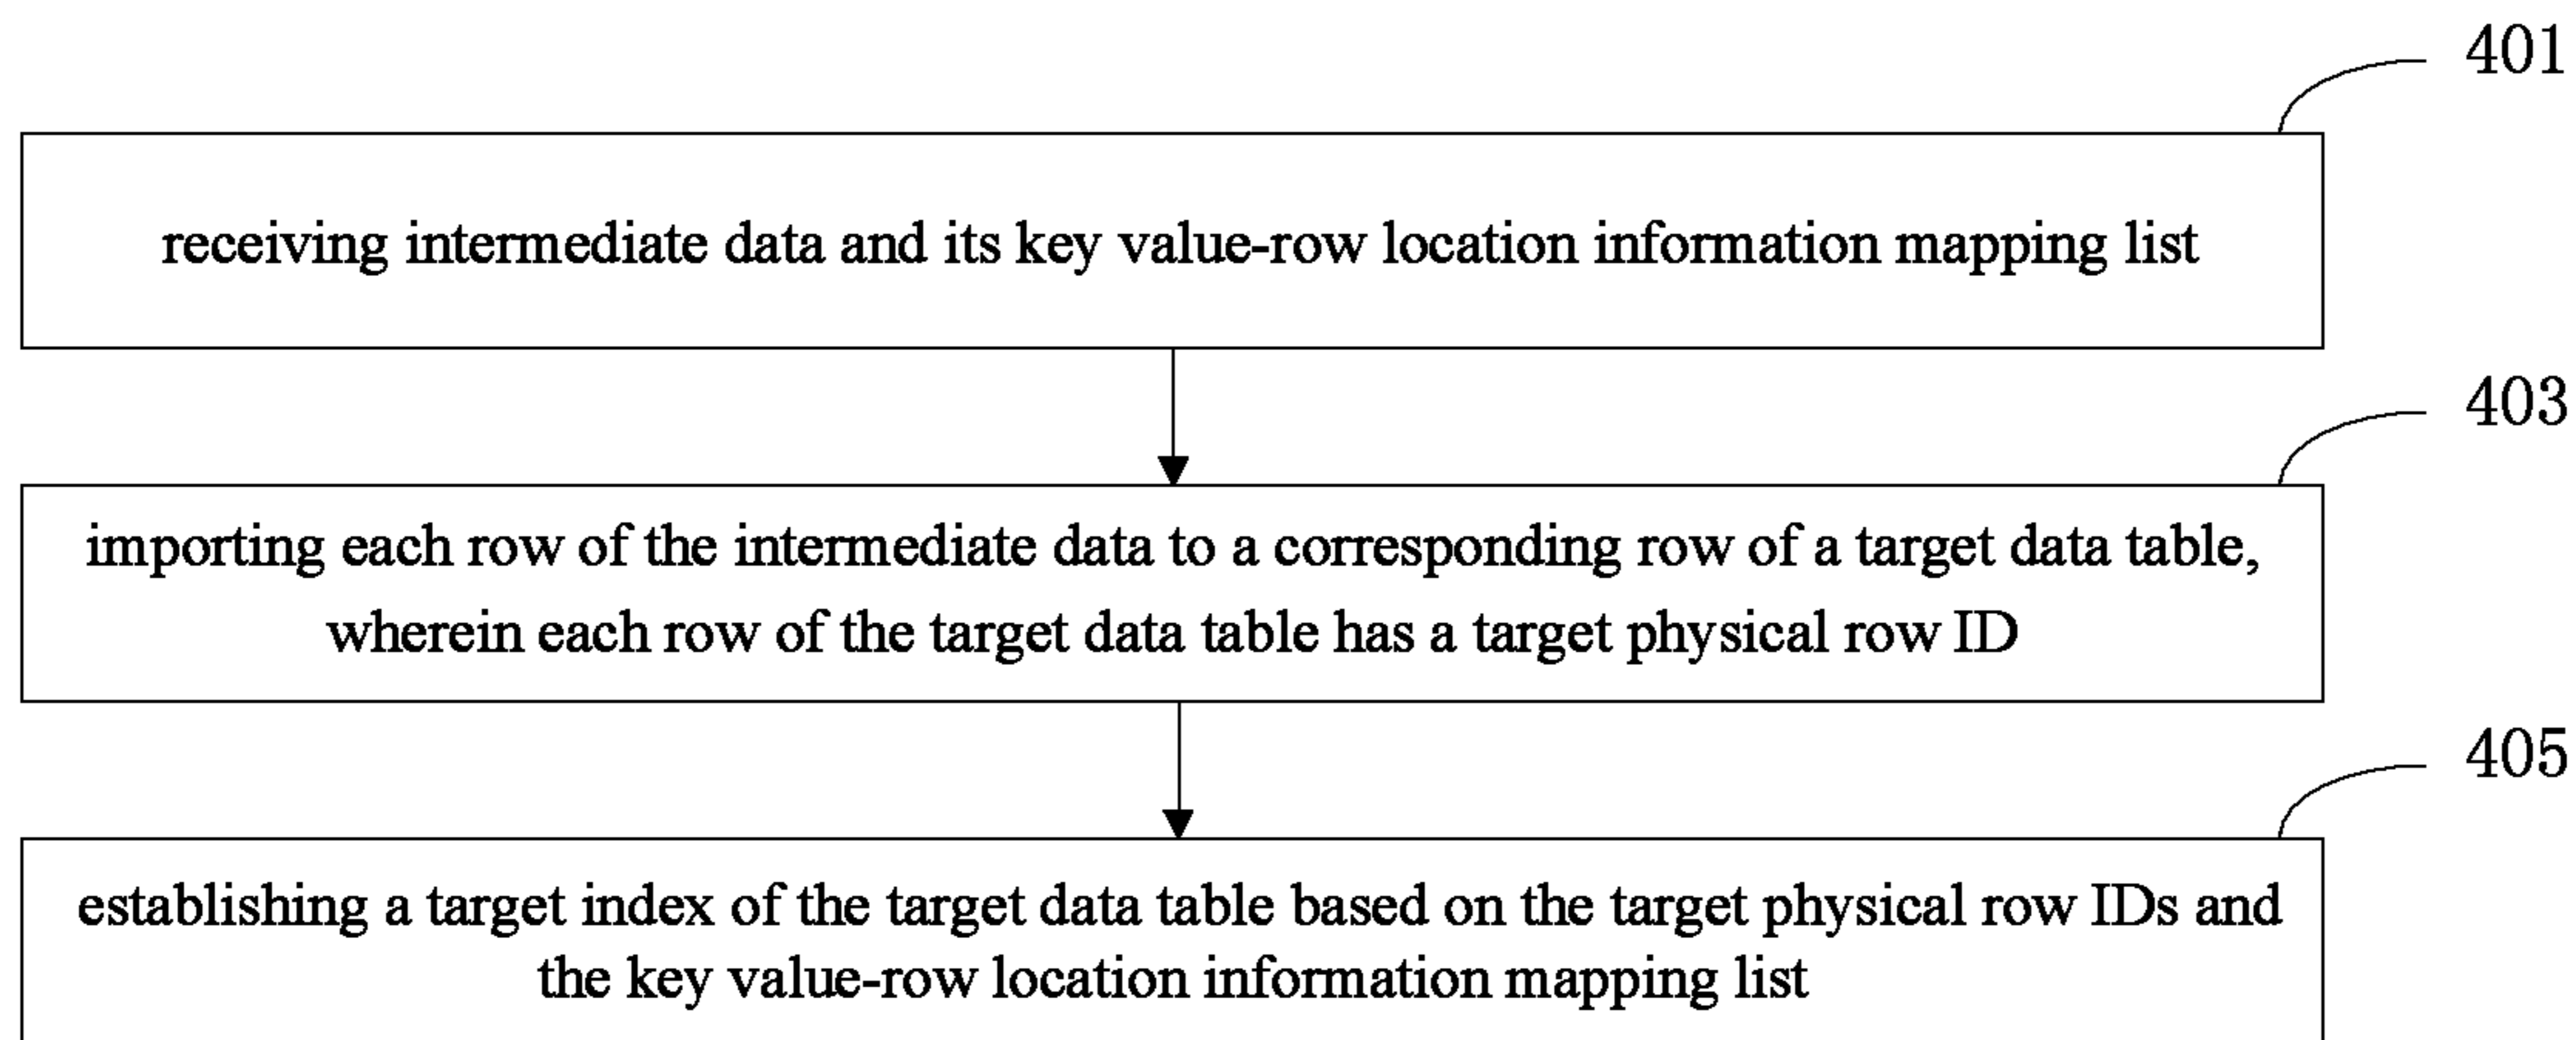 401
receiving intermediate data and its key value-row location information mapping list
403
importing each row of the intermediate data to a corresponding row of a target data table,
wherein each row of the target data table has a target physical row ID
405
establishing a target index of the target data table based on the target physical row IDs and
the key value-row location information mapping list